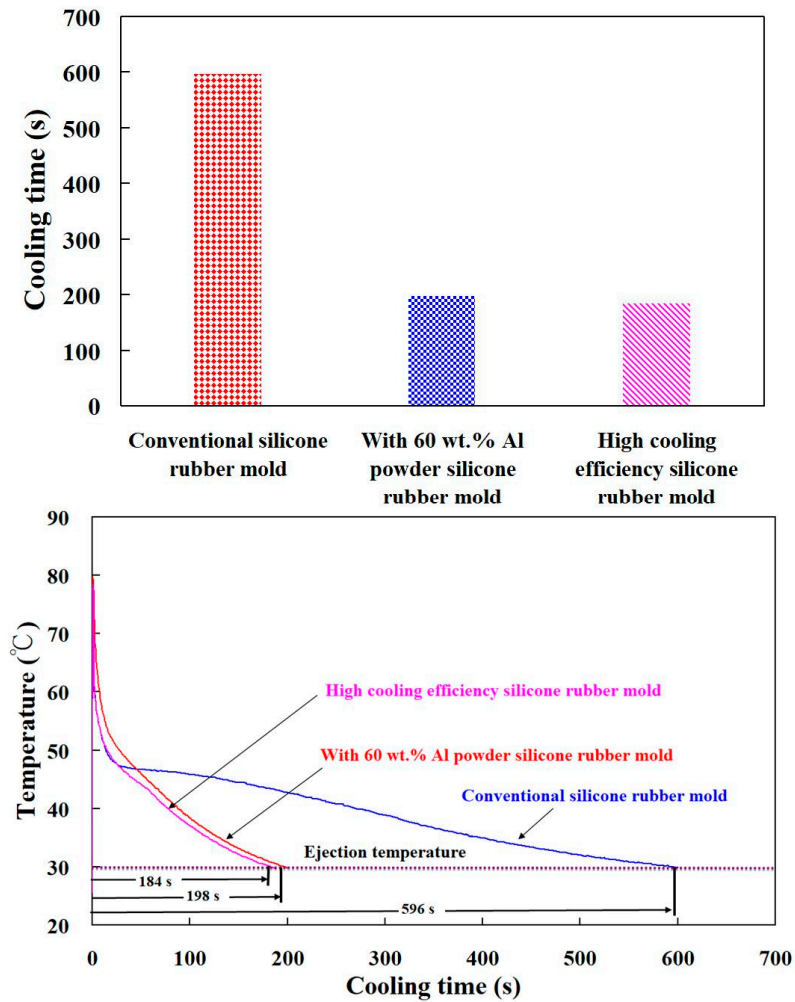 700
600
500
400
300
200
100
0
Cooling time (s)
Conventional silicone
rubber mold
With 60 wt.% Al
powder silicone
rubber mold
High cooling
efficiency silicone
rubber mold
90
80
70
60
50
40
30
20
Temperature (℃)
High cooling efficiency silicone rubber mold
With 60 wt.% Al powder silicone rubber mold
Conventional silicone rubber mold
Ejection temperature
184 s
198 s
596 s
0 100 200 300 400 500 600 700
Cooling time (s)